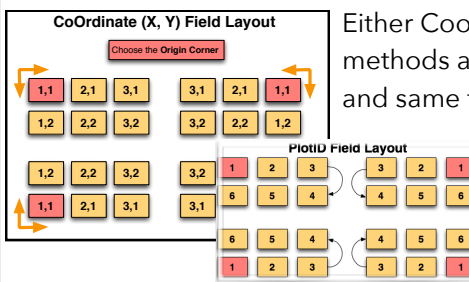 CoOrdinate (X, Y) Field Layout
Choose the Origin Corner
1,1 2,1 3,1 3,1 2,1 1,1
1,2 2,2 3,2 3,2 2,2 1,2
1,2 2,2 3,2 3,2
1,1 2,1 3,1 3,1
Either
methods
and same
PlotID Field Layout
1 2 3 3 2 1
6 5 4 4 5 6
6 5 4 4 5 6
1 2 3 3 2 1